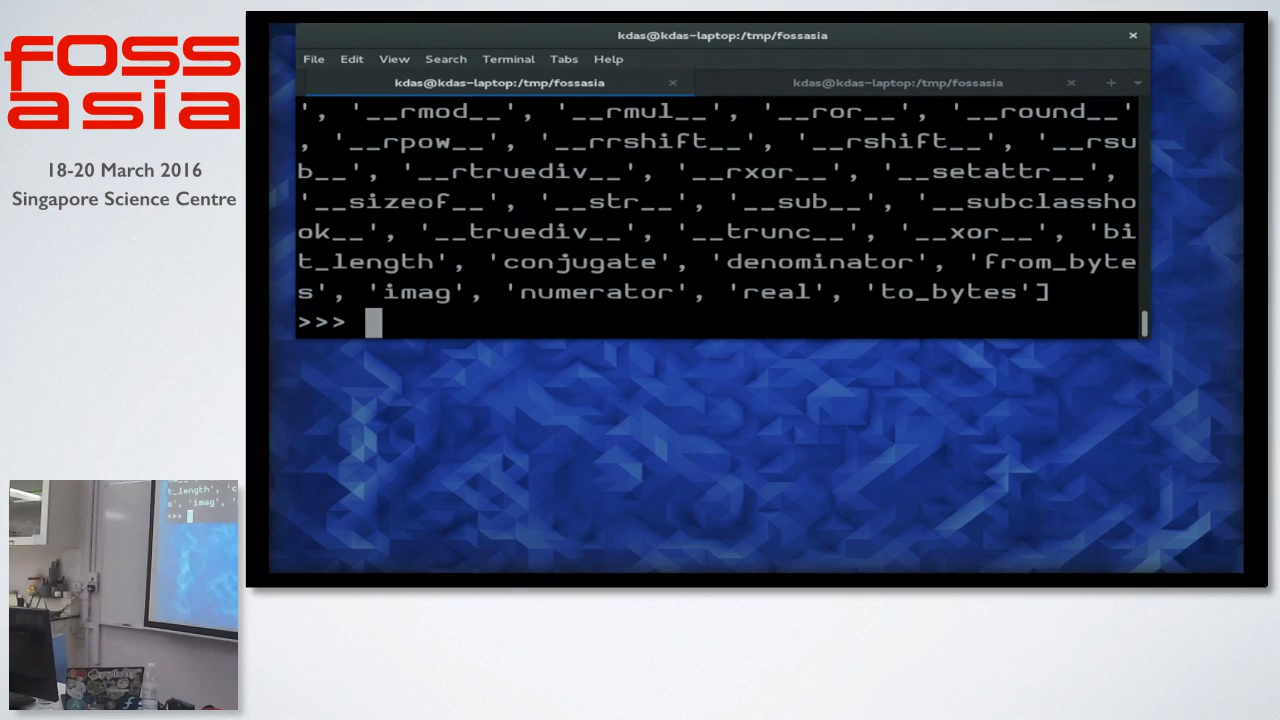 foss
asia
18-20 March 2016
Singapore Science Centre
kdas@kdas-laptop:/tmp/fossasia
File Edit View Search Terminal Tabs Help
kdas@kdas-laptop:/tmp/fossasia kdas@kdas-laptop:/tmp/fossasia
', '__rmod__', '__rmul__', '__ror__', '__round__'
, '__rpow__', '__rrshift__', '__rshift__', '__rsu
b__', '__rtruediv__', '__rxor__', '__setattr__',
'__sizeof__', '__str__', '__sub__', '__subclassho
ok__', '__truediv__', '__trunc__', '__xor__', 'bi
t_length', 'conjugate', 'denominator', 'from_byte
s', 'imag', 'numerator', 'real', 'to_bytes']
>>>
t_length', 'c
s', 'imag', '
>>>